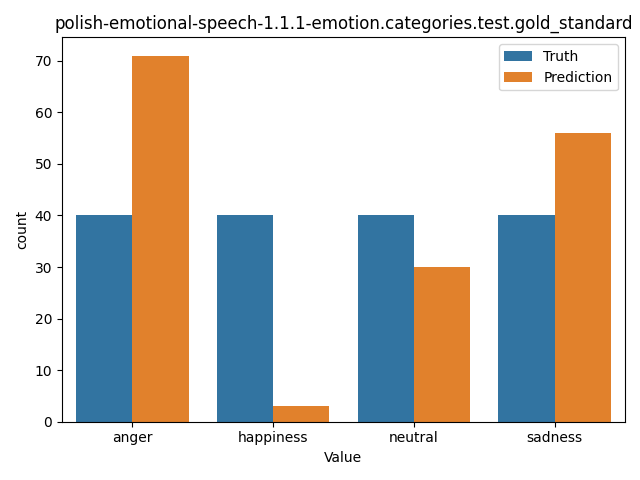 polish-emotional-speech-1.1.1-emotion.categories.test.gold_standard
Truth
Prediction
count
70
60
50
40
30
20
10
0
anger happiness neutral sadness
Value